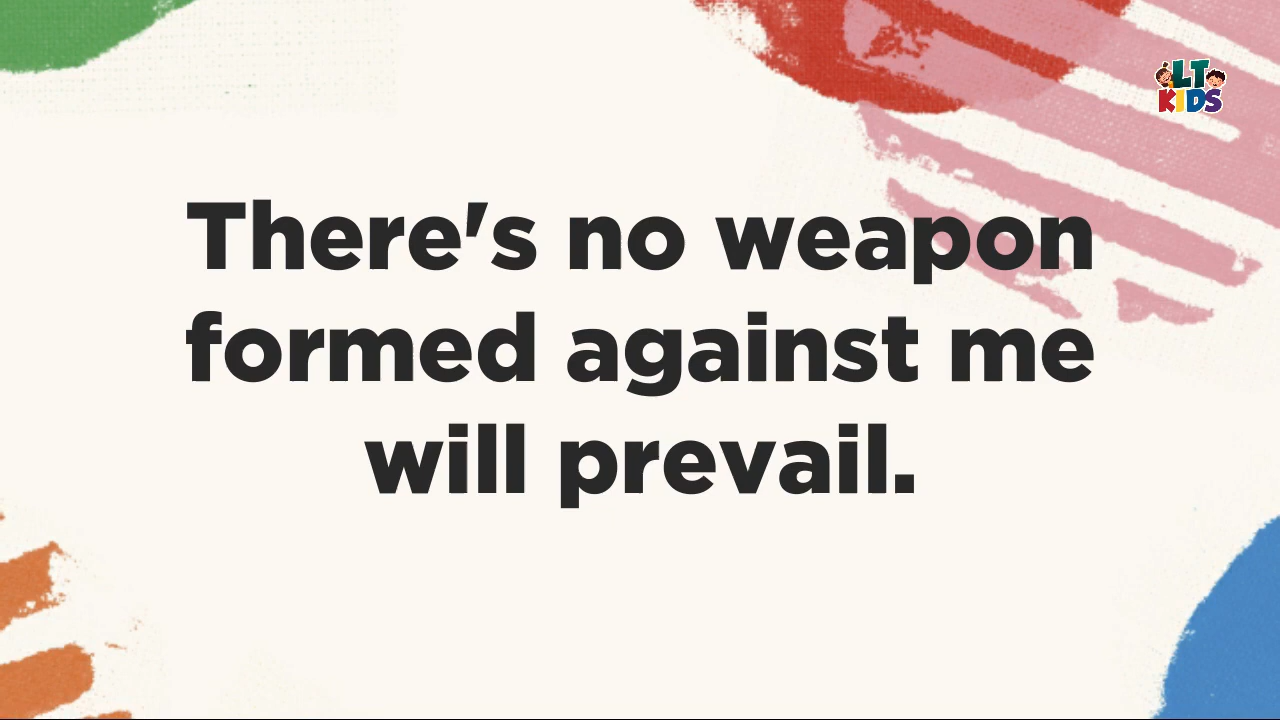 LT
KIDS
There's no weapon
formed against me
will prevail.